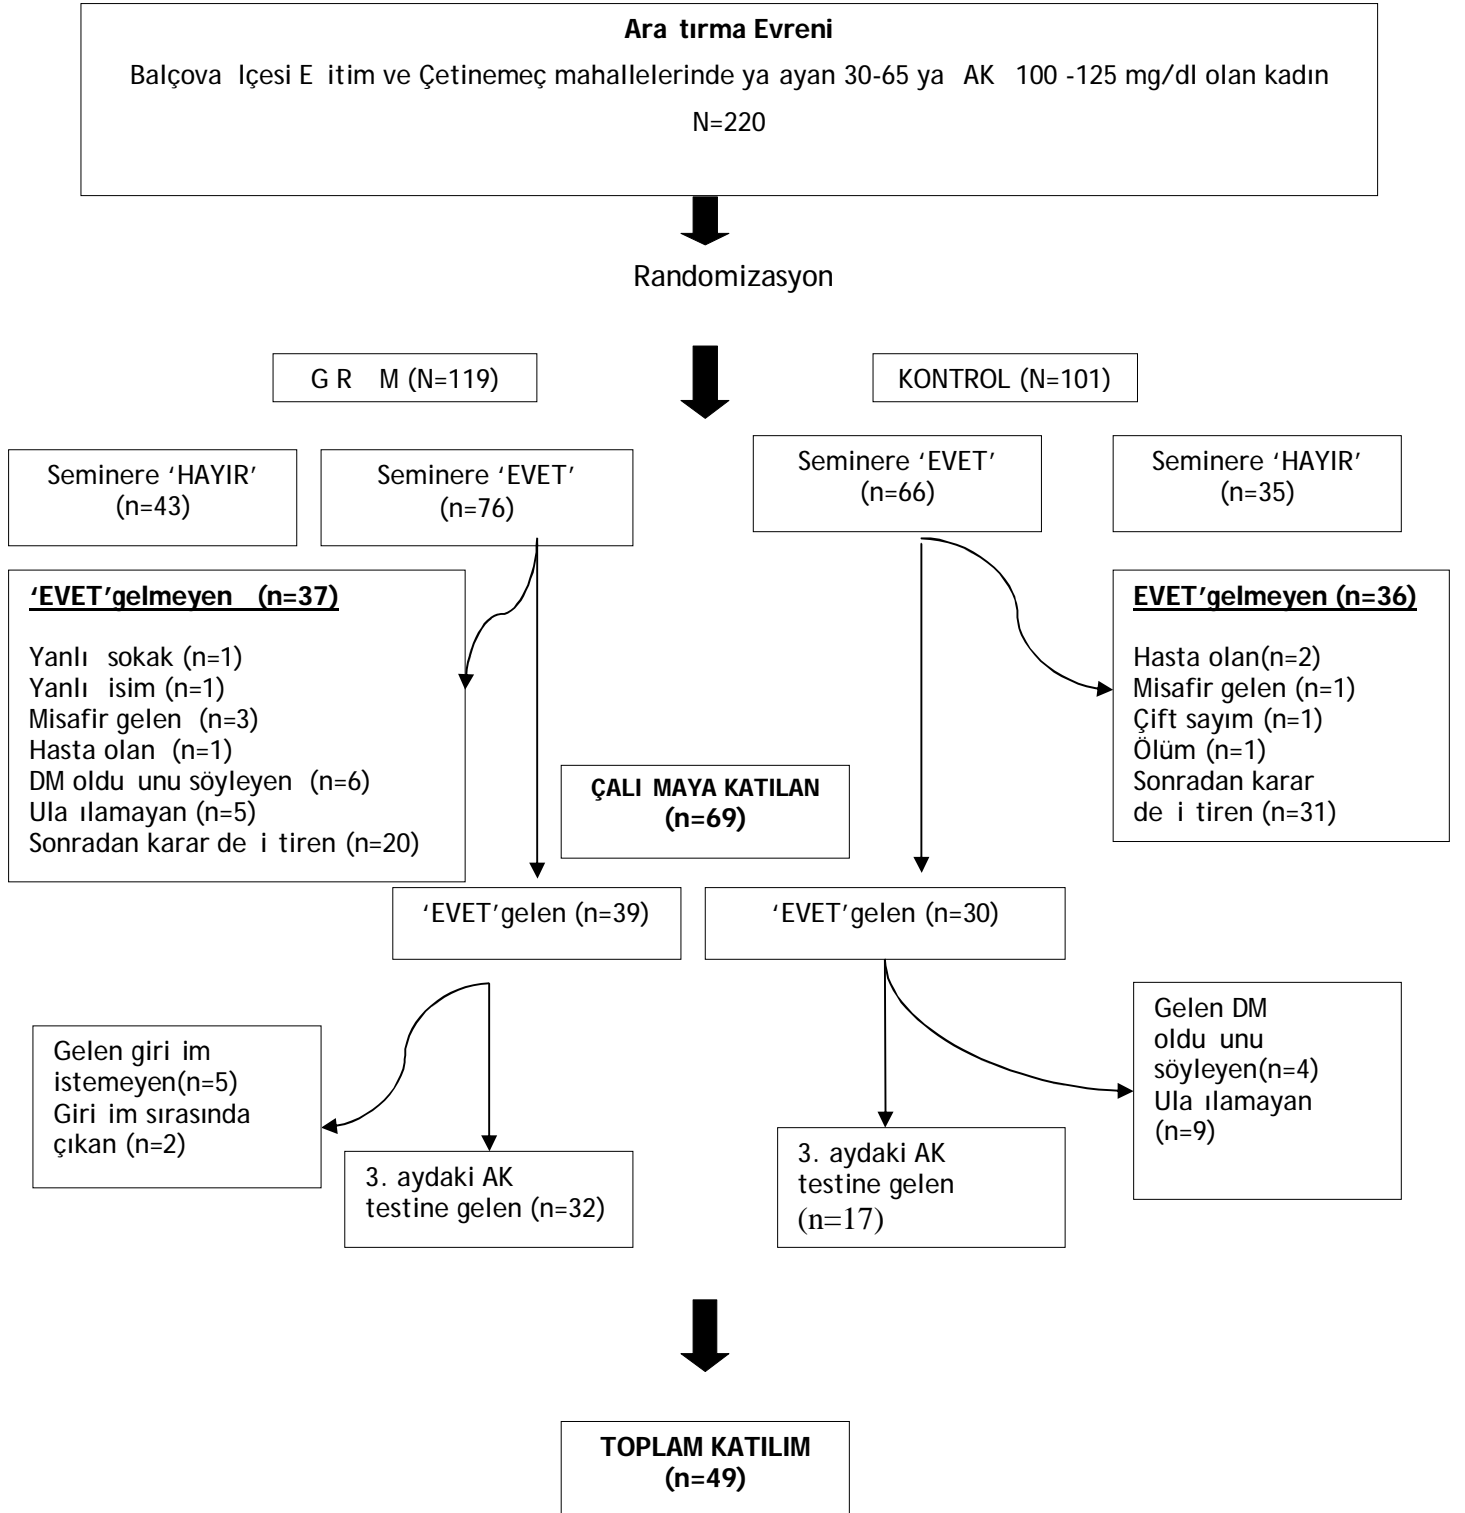 Ara tırma Evreni
Balçova Içesi E itim ve Çetinemeç mahallelerinde ya ayan 30-65 ya AK 100 -125 mg/dl olan kadın
N=220
Randomizasyon
G R M (N=119)
KONTROL (N=101)
Seminere ‘HAYIR’
(n=43)
Seminere ‘EVET’
(n=76)
Seminere ‘EVET’
(n=66)
Seminere ‘HAYIR’
(n=35)
‘EVET’gelmeyen (n=37)
Yanlı sokak (n=1)
Yanlı isim (n=1)
Misafir gelen (n=3)
Hasta olan (n=1)
DM oldu unu söyleyen (n=6)
Ula ılamayan (n=5)
Sonradan karar de i tiren (n=20)
EVET’gelmeyen (n=36)
Hasta olan(n=2)
Misafir gelen (n=1)
Çift sayım (n=1)
Ölüm (n=1)
Sonradan karar
de i tiren (n=31)
ÇALI MAYA KATILAN
(n=69)
‘EVET’gelen (n=39)
‘EVET’gelen (n=30)
Gelen giri im
istemeyen(n=5)
Giri im sırasında
çıkan (n=2)
3. aydaki AK
testine gelen (n=32)
3. aydaki AK
testine gelen
(n=17)
Gelen DM
oldu unu
söyleyen(n=4)
Ula ılamayan
(n=9)
TOPLAM KATILIM
(n=49)